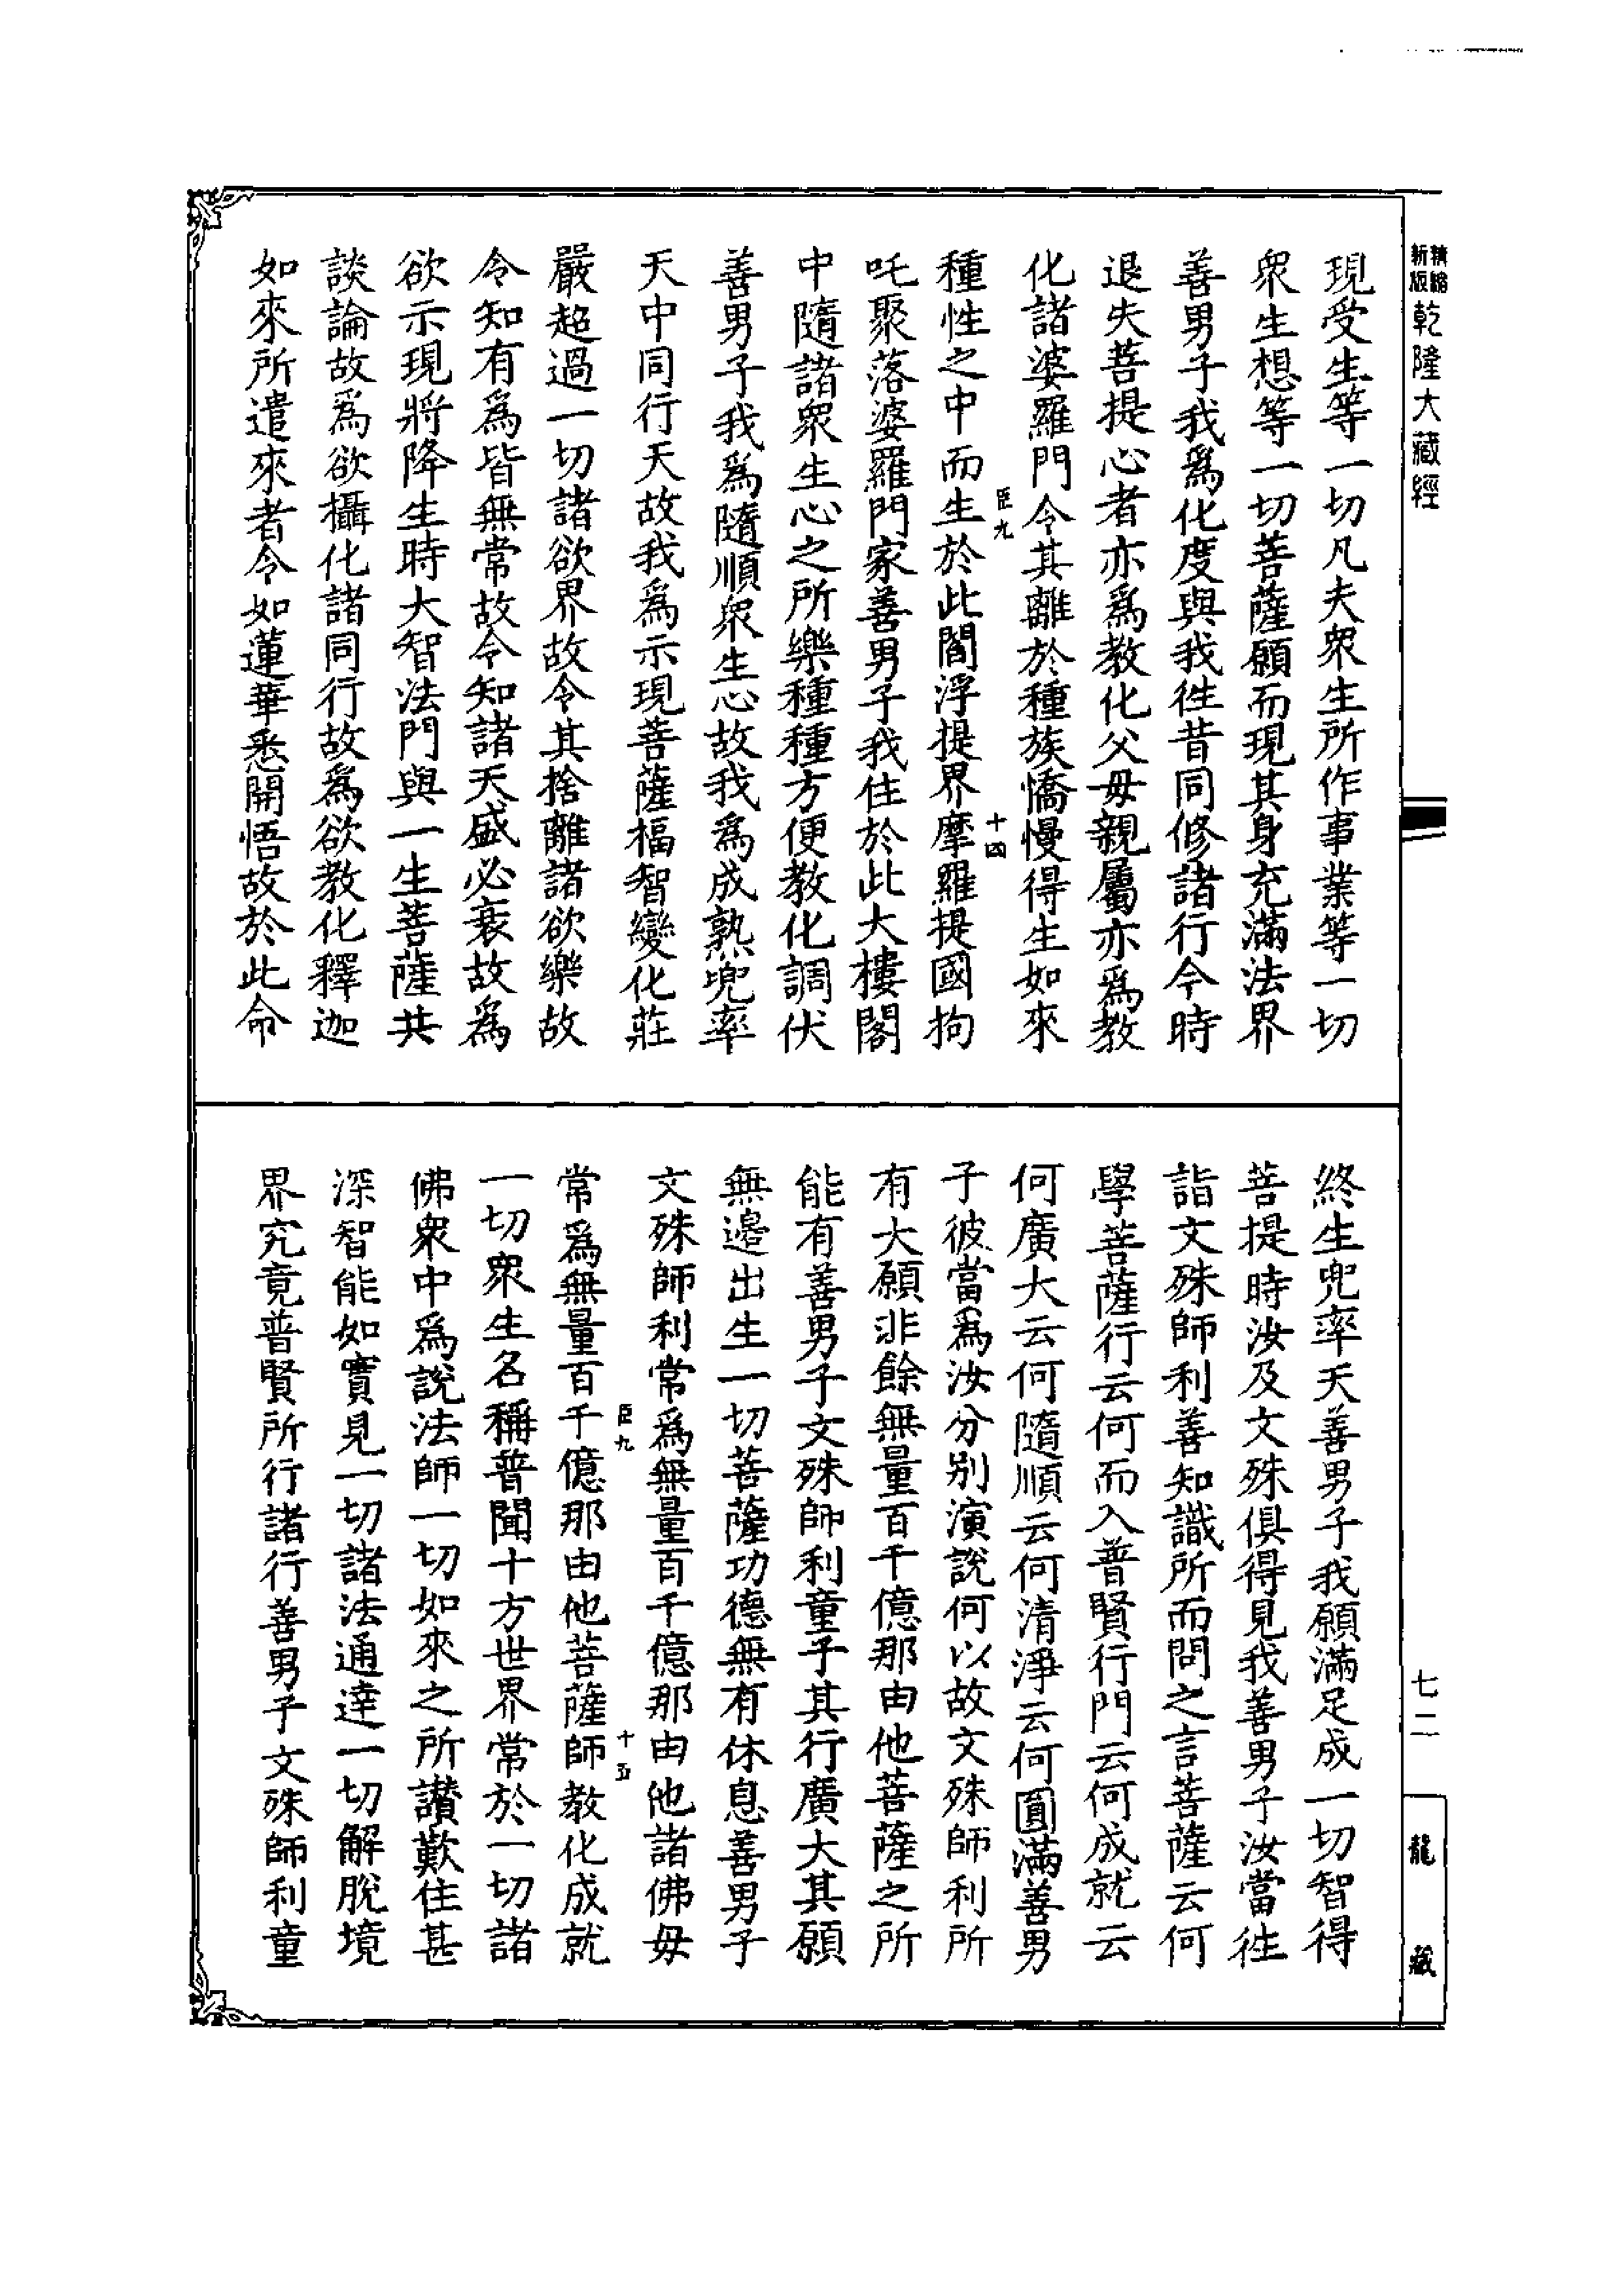 精縮
新版
乾隆大藏經
現受生等一切凡夫衆生所作事業等一切
衆生想等一切菩薩願而現其身充滿法界
善男子我爲化度與我徃昔同修諸行今時
退失菩提心者亦爲教化父母親屬亦爲教
化諸婆羅門令其離於種族憍慢得生如來
種性之中而生於此閻浮提界摩羅提國拘
臣九
十四
吒聚落婆羅門家善男子我住於此大樓閣
中隨諸衆生心之所樂種種方便教化調伏
善男子我爲隨順衆生心故我爲成熟兜率
天中同行天故我爲示現菩薩福智變化莊
嚴超過一切諸欲界故令其捨離諸欲樂故
令知有爲皆無常故令知諸天盛必衰故爲
欲示現將降生時大智法門與一生菩薩共
談論故爲欲攝化諸同行故爲欲教化釋迦
如來所遣來者令如蓮華悉開悟故於此命
終生兜率天善男子我願滿足成一切智得
菩提時汝及文殊俱得見我善男子汝當徃
詣文殊師利善知識所而問之言菩薩云何
學菩薩行云何而入普賢行門云何成就云
何廣大云何隨順云何清淨云何圓滿善男
子彼當爲汝分別演說何以故文殊師利所
有大願非餘無量百千億那由他菩薩之所
能有善男子文殊師利童子其行廣大其願
無邊出生一切菩薩功德無有休息善男子
文殊師利常爲無量百千億那由他諸佛母
臣九
十五
常爲無量百千億那由他菩薩師教化成就
一切衆生名稱普聞十方世界常於一切諸
佛衆中爲說法師一切如來之所讚歎住甚
深智能如實見一切諸法通達一切解脫境
界究竟普賢所行諸行善男子文殊師利童
七二
龍藏